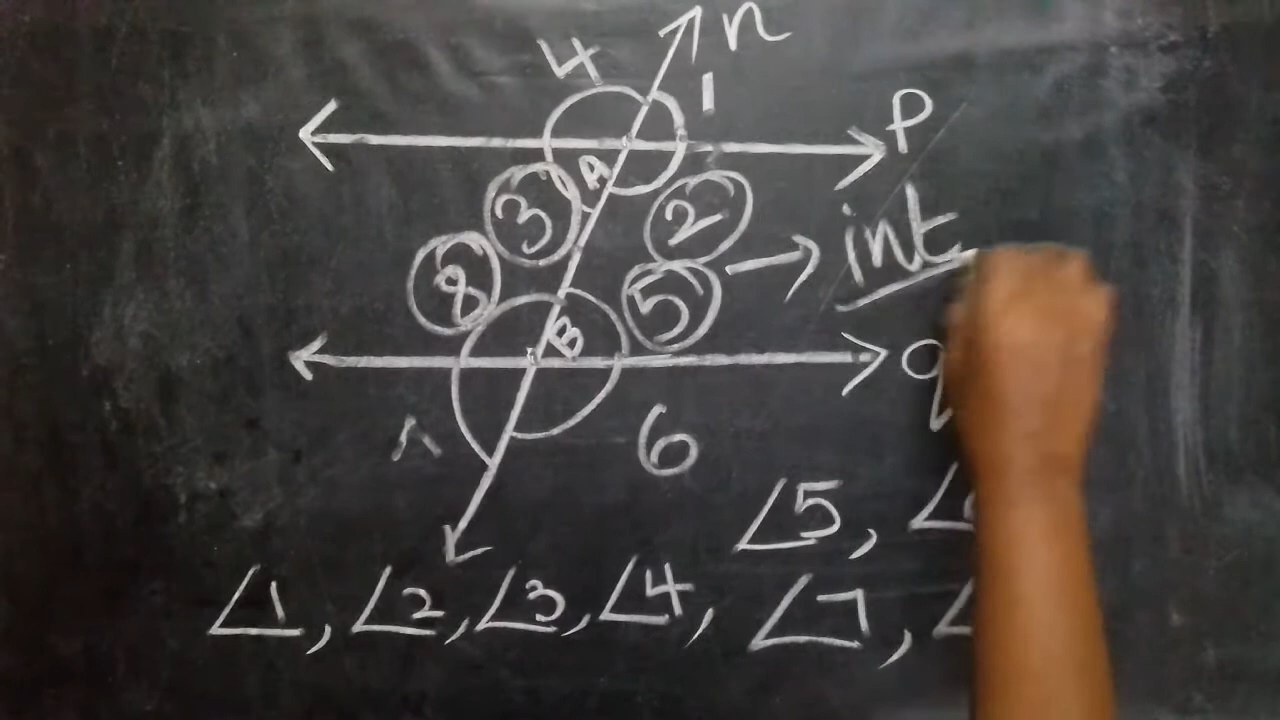 n
4
1
P
A
3
2
int
8
5
B
q
6
∠5, ∠
∠1, ∠2, ∠3, ∠4, ∠7, ∠